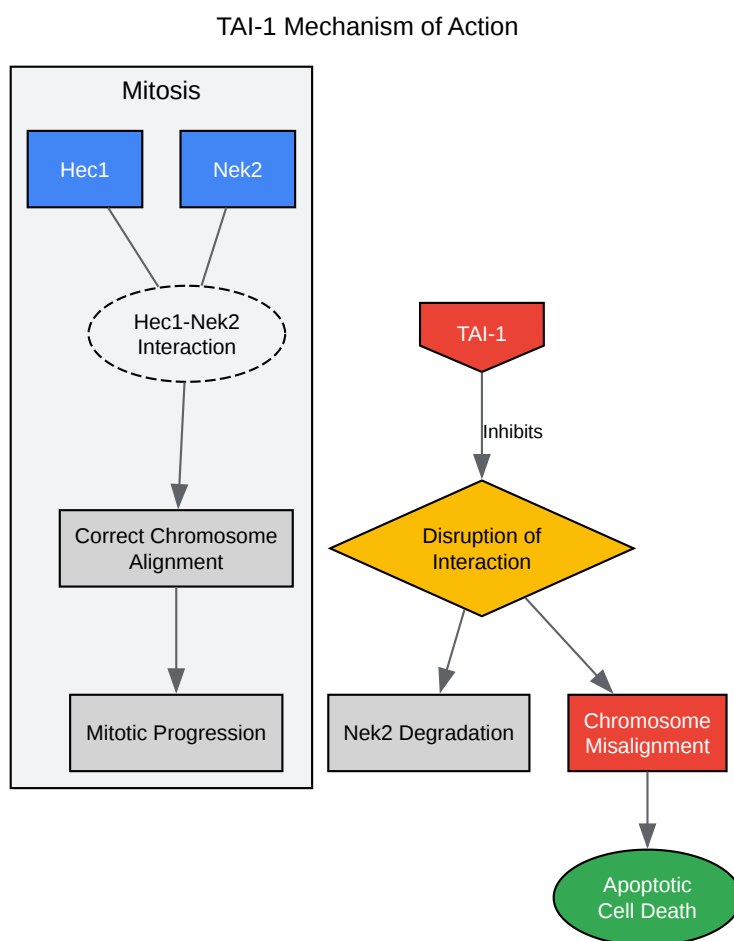 TAI-1 Mechanism of Action
Mitosis
Hec1
Nek2
Hec1-Nek2
Interaction
Correct Chromosome
Alignment
Mitotic Progression
TAI-1
Inhibits
Disruption of
Interaction
Nek2 Degradation
Chromosome
Misalignment
Apoptotic
Cell Death